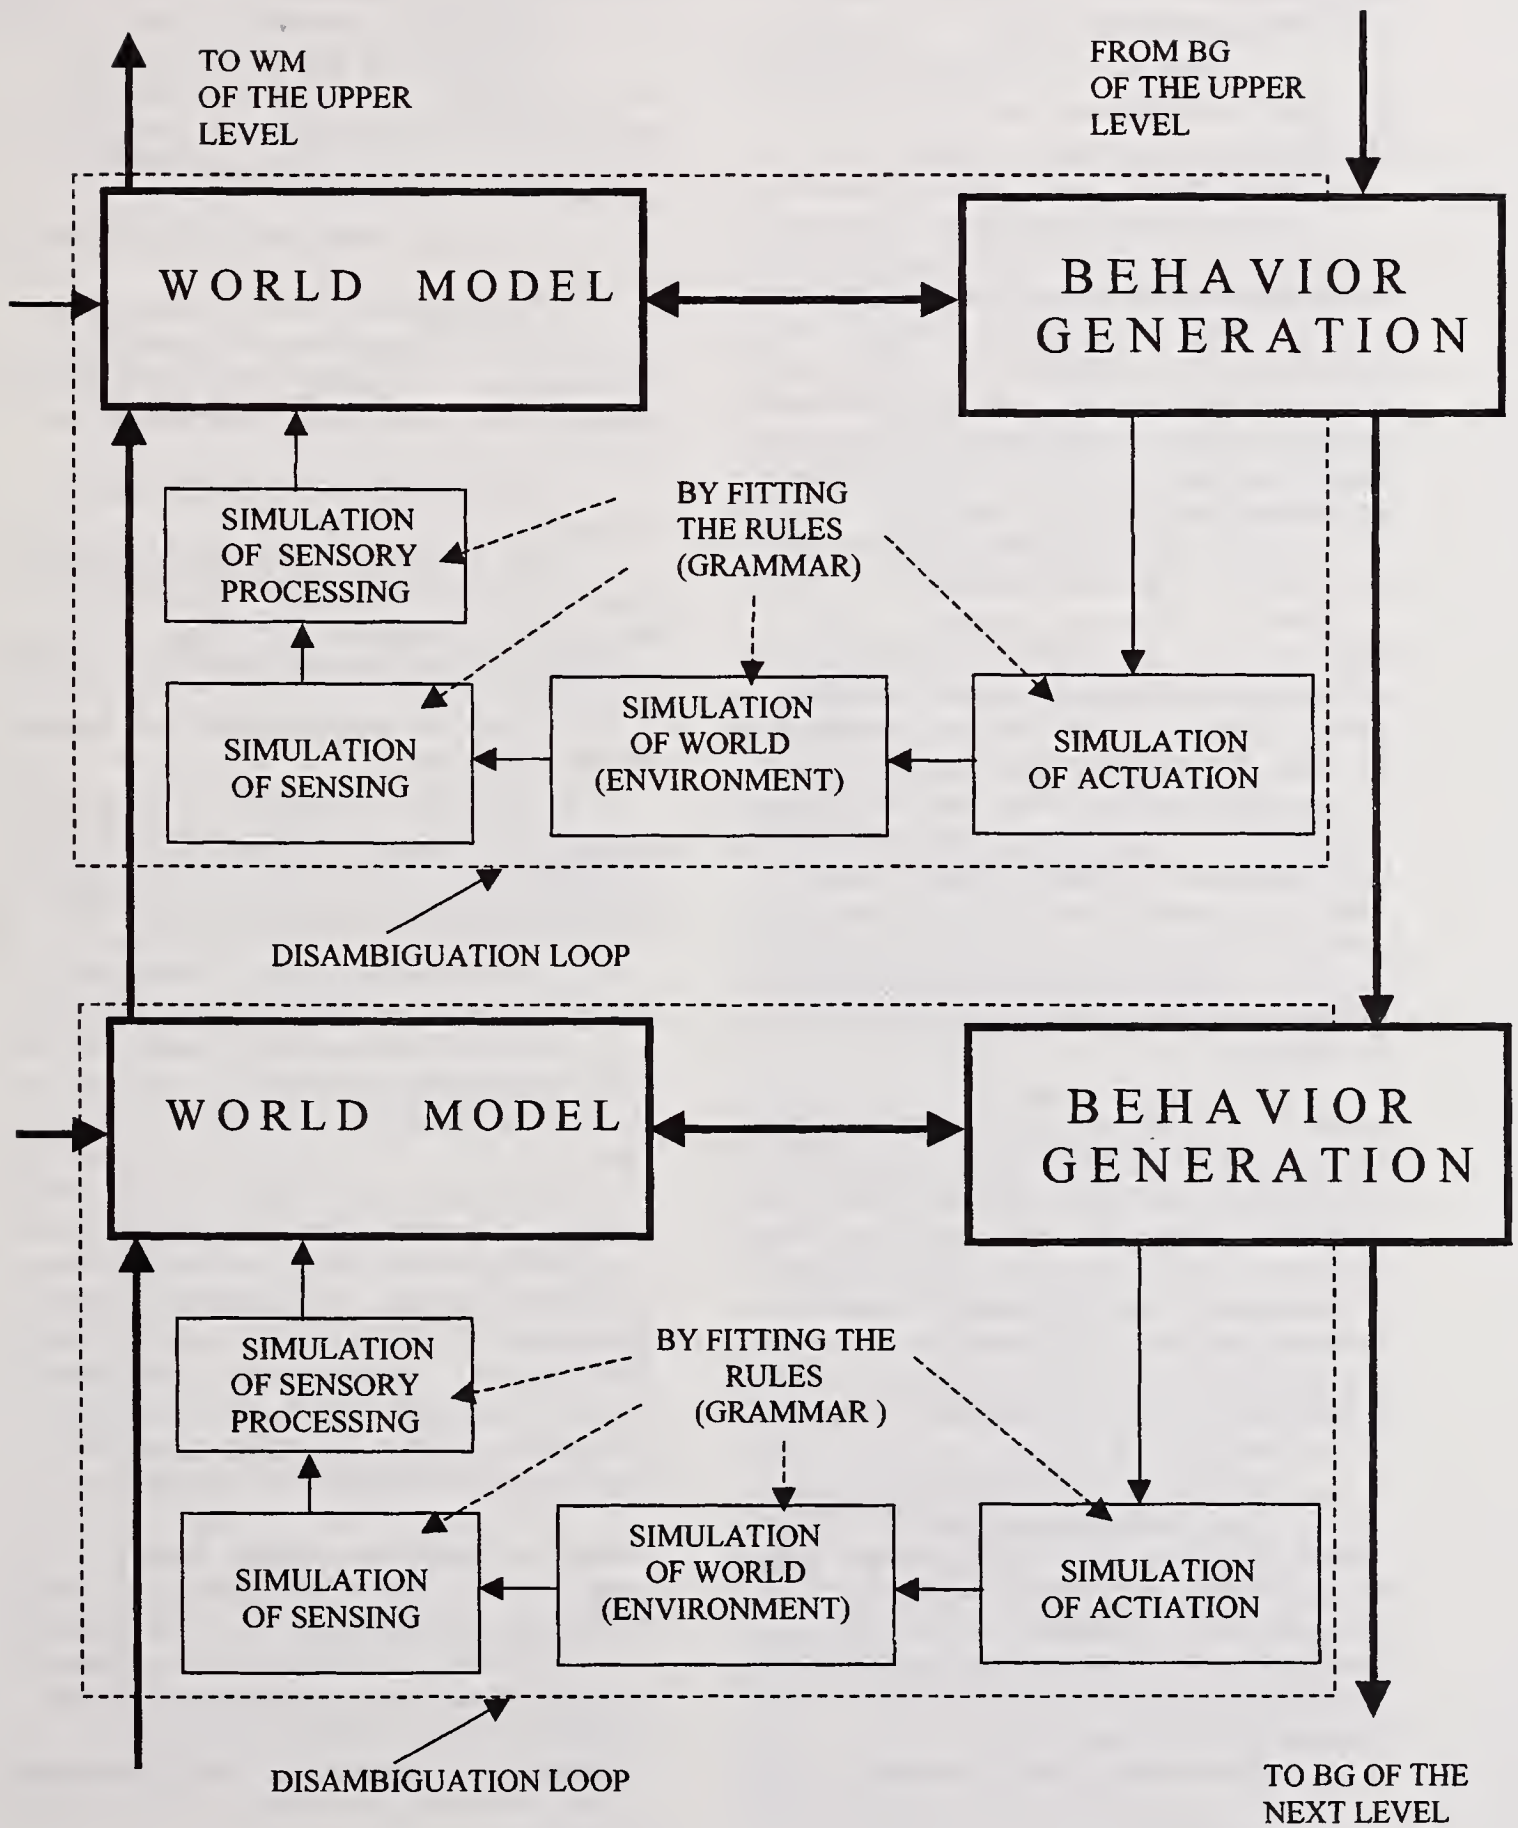 TO WM
OF THE UPPER
LEVEL
FROM BG
OF THE UPPER
LEVEL
WORLD MODEL
BEHAVIOR
GENERATION
SIMULATION
OF SENSORY
PROCESSING
BY FITTING
THE RULES
(GRAMMAR)
SIMULATION
OF SENSING
SIMULATION
OF WORLD
(ENVIRONMENT)
SIMULATION
OF ACTUATION
DISAMBIGUATION LOOP
WORLD MODEL
BEHAVIOR
GENERATION
SIMULATION
OF SENSORY
PROCESSING
BY FITTING THE
RULES
(GRAMMAR )
SIMULATION
OF SENSING
SIMULATION
OF WORLD
(ENVIRONMENT)
SIMULATION
OF ACTIATION
DISAMBIGUATION LOOP
TO BG OF THE
NEXT LEVEL